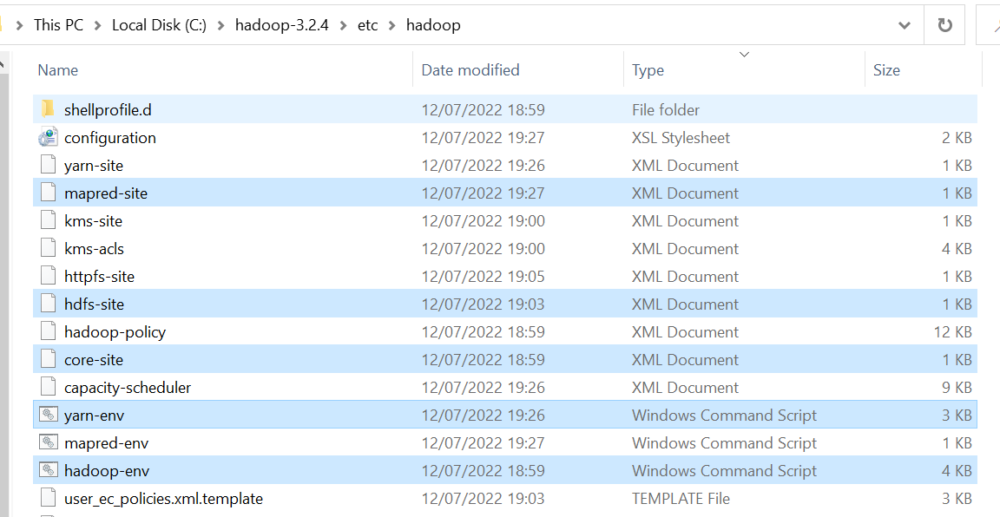 This PC > Local Disk (C:) > hadoop-3.2.4 > etc > hadoop
Name Date modified Type Size
shellprofile.d 12/07/2022 18:59 File folder
configuration 12/07/2022 19:27 XSL Stylesheet 2 KB
yarn-site 12/07/2022 19:26 XML Document 1 KB
mapred-site 12/07/2022 19:27 XML Document 1 KB
kms-site 12/07/2022 19:00 XML Document 1 KB
kms-acls 12/07/2022 19:00 XML Document 4 KB
httpfs-site 12/07/2022 19:05 XML Document 1 KB
hdfs-site 12/07/2022 19:03 XML Document 1 KB
hadoop-policy 12/07/2022 18:59 XML Document 12 KB
core-site 12/07/2022 18:59 XML Document 1 KB
capacity-scheduler 12/07/2022 19:26 XML Document 9 KB
yarn-env 12/07/2022 19:26 Windows Command Script 3 KB
mapred-env 12/07/2022 19:27 Windows Command Script 1 KB
hadoop-env 12/07/2022 18:59 Windows Command Script 4 KB
user_ec_policies.xml.template 12/07/2022 19:03 TEMPLATE File 3 KB